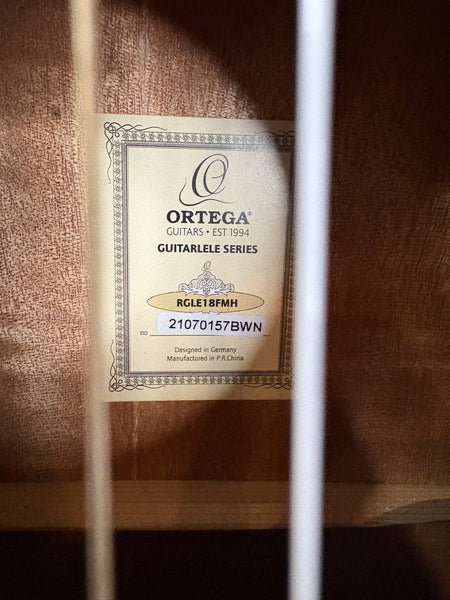 ORTEGA®
GUITARS • EST 1994
GUITARLELE SERIES
RGLE18FMH
no 21070157BWN
Designed in Germany
Manufactured in P.R.China